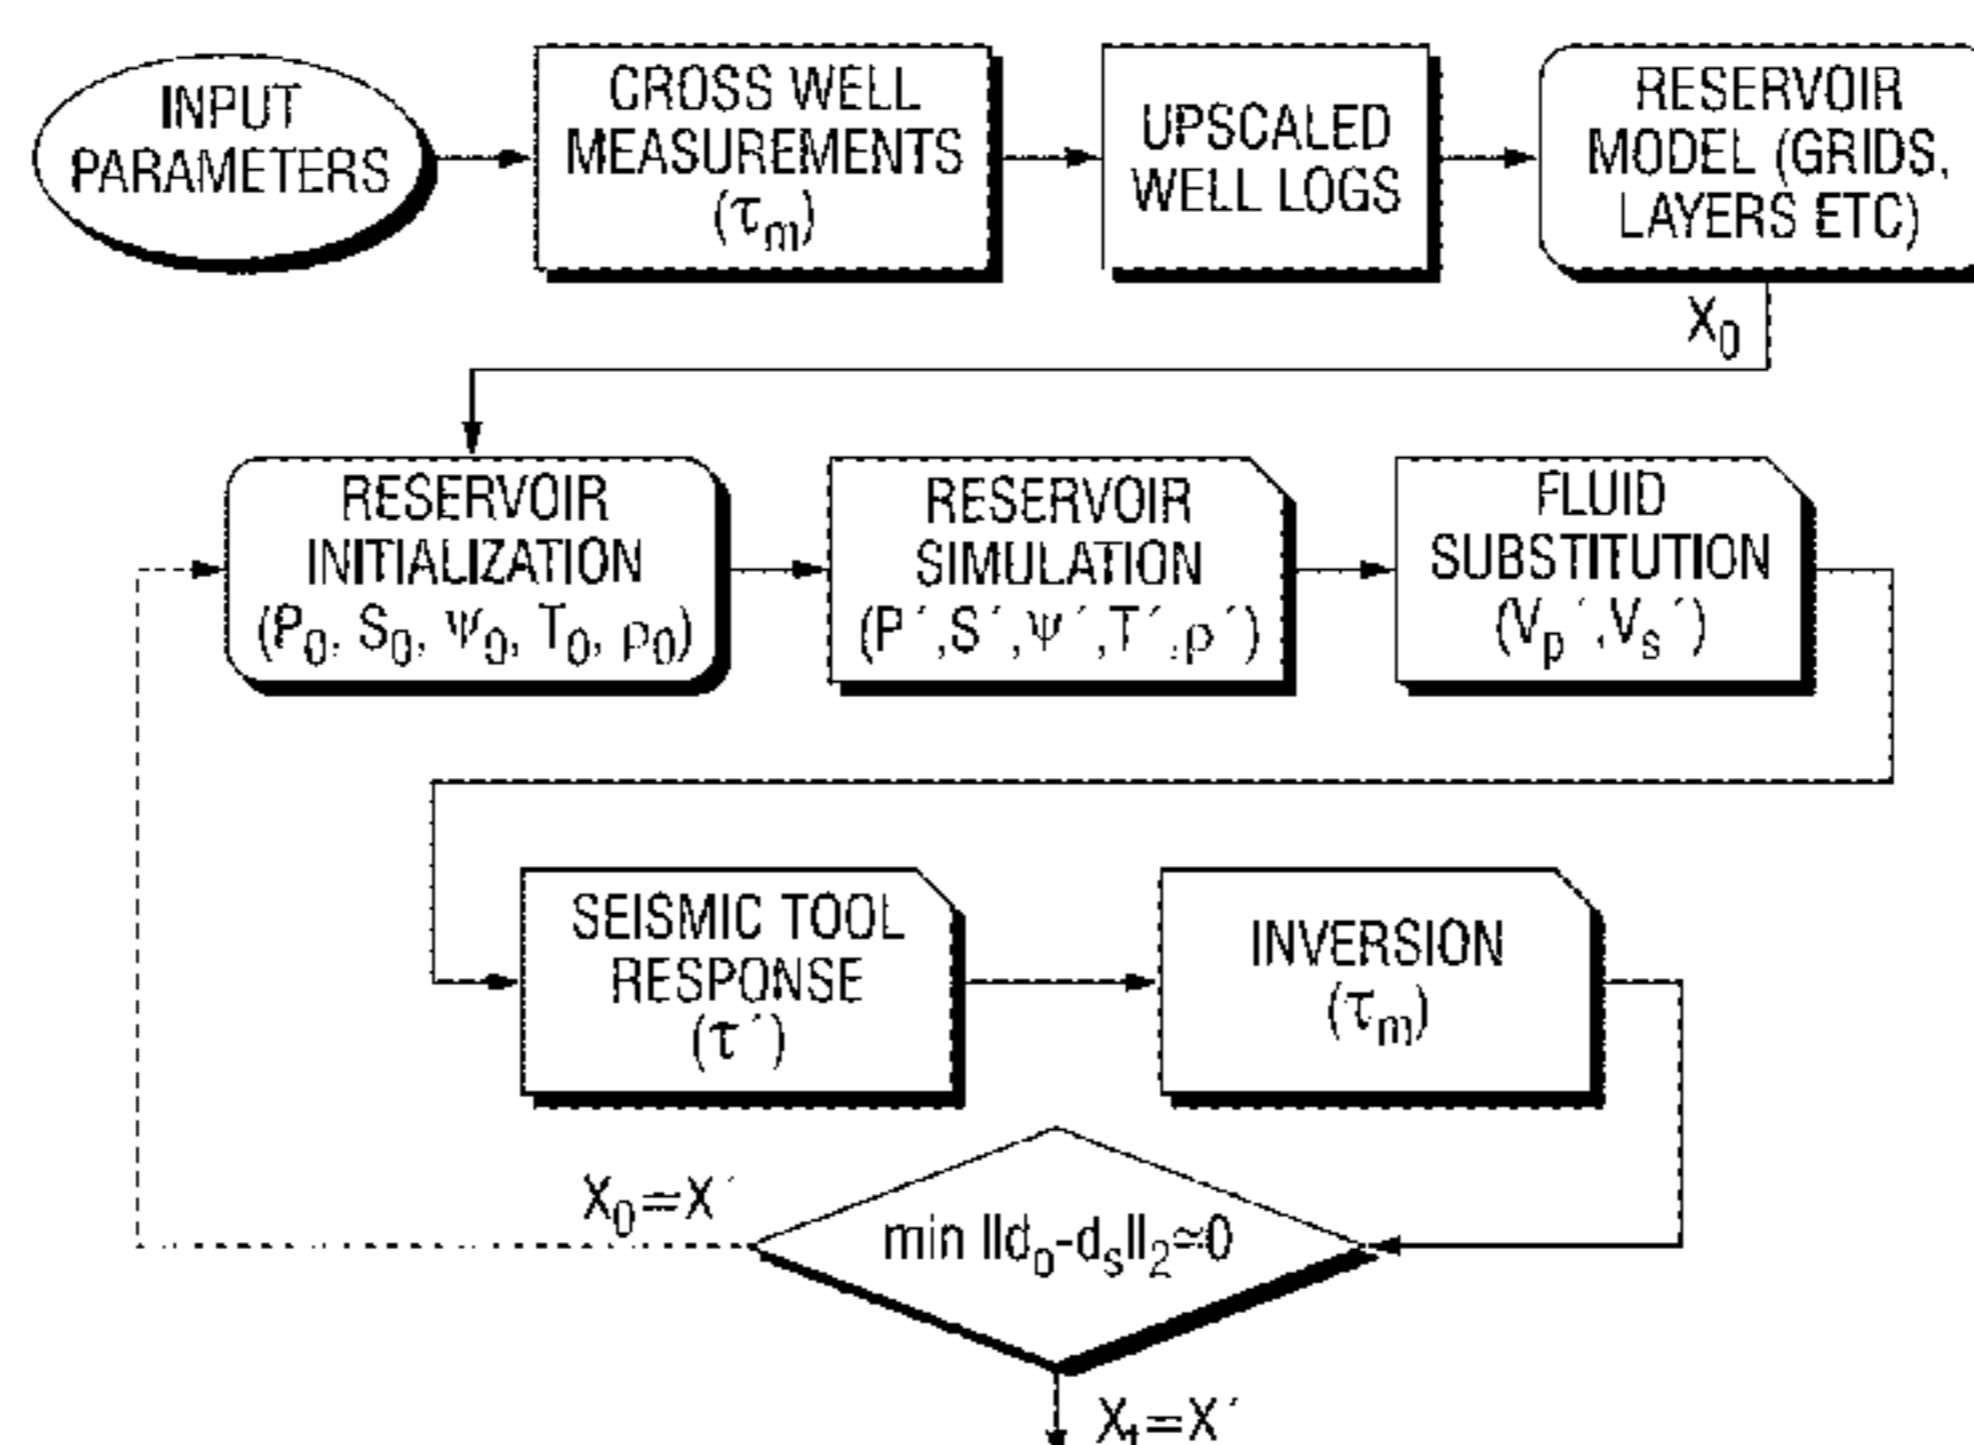 INPUT
PARAMETERS
CROSS WELL
MEASUREMENTS
(τm)
UPSCALED
WELL LOGS
RESERVOIR
MODEL (GRIDS,
LAYERS ETC)
X0
RESERVOIR
INITIALIZATION
(P0, S0, ψ0, T0, ρ0)
RESERVOIR
SIMULATION
(P´,S´,ψ´,T´,ρ´)
FLUID
SUBSTITUTION
(Vp´,Vs´)
SEISMIC TOOL
RESPONSE
(τ´)
INVERSION
(τm)
X0=X´
min ||do-ds||2≃0
Xt=X´